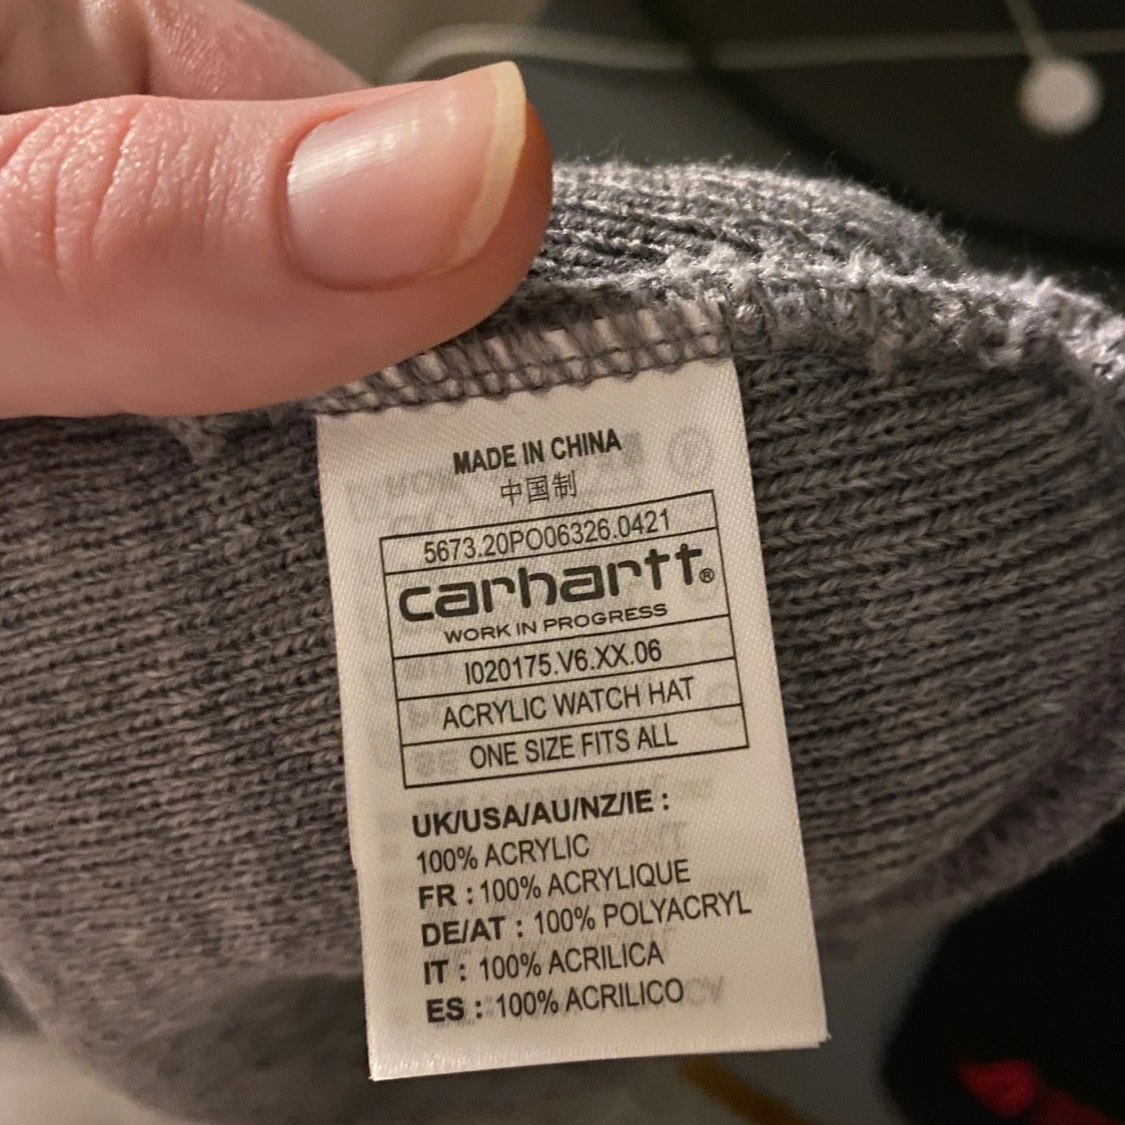 MADE IN CHINA
中国制
5673.20PO06326.0421
carhartt®
WORK IN PROGRESS
I020175.V6.XX.06
ACRYLIC WATCH HAT
ONE SIZE FITS ALL
UK/USA/AU/NZ/IE :
100% ACRYLIC
FR : 100% ACRYLIQUE
DE/AT : 100% POLYACRYL
IT : 100% ACRILICA
ES : 100% ACRILICO